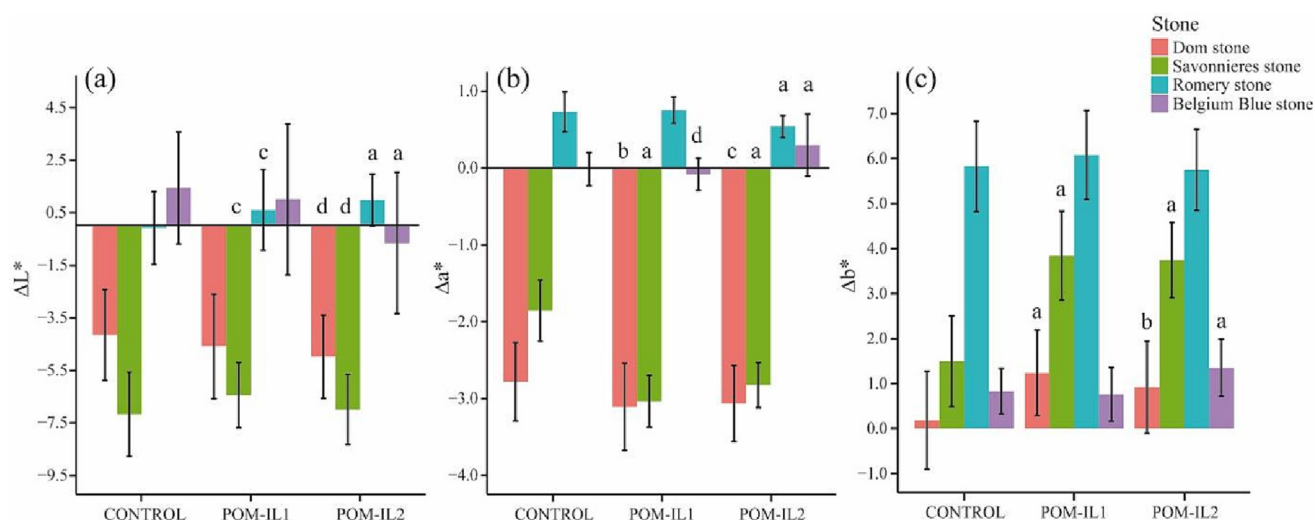 Stone
Dom stone
Savonnieres stone
Romery stone
Belgium Blue stone
(a)
4.5
2.5
0.5
−1.5
−3.5
−5.5
−7.5
−9.5
ΔL*
c c d d a a
CONTROL POM-IL1 POM-IL2
(b)
1.0
0.0
−1.0
−2.0
−3.0
−4.0
Δa*
b a d c a a a
CONTROL POM-IL1 POM-IL2
(c)
7.0
6.0
5.0
4.0
3.0
2.0
1.0
0.0
−1.0
Δb*
a a b a a
CONTROL POM-IL1 POM-IL2